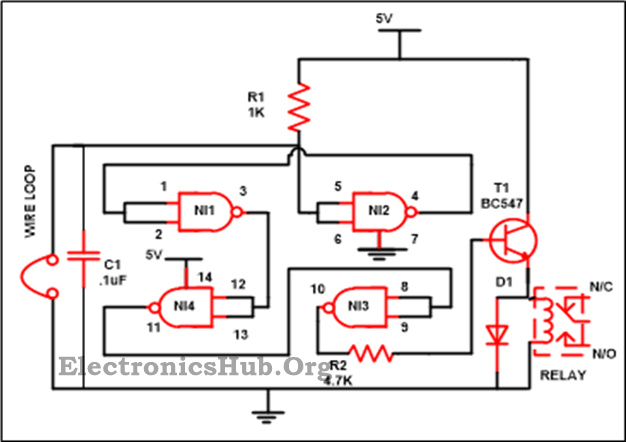 5V
R1
1K
WIRE LOOP
1
2
3
NI1
5
6
4
7
NI2
T1
BC547
C1
.1uF
5V
14
12
13
11
NI4
10
8
9
NI3
D1
N/C
N/O
RELAY
R2
4.7K
ElectronicsHub.Org